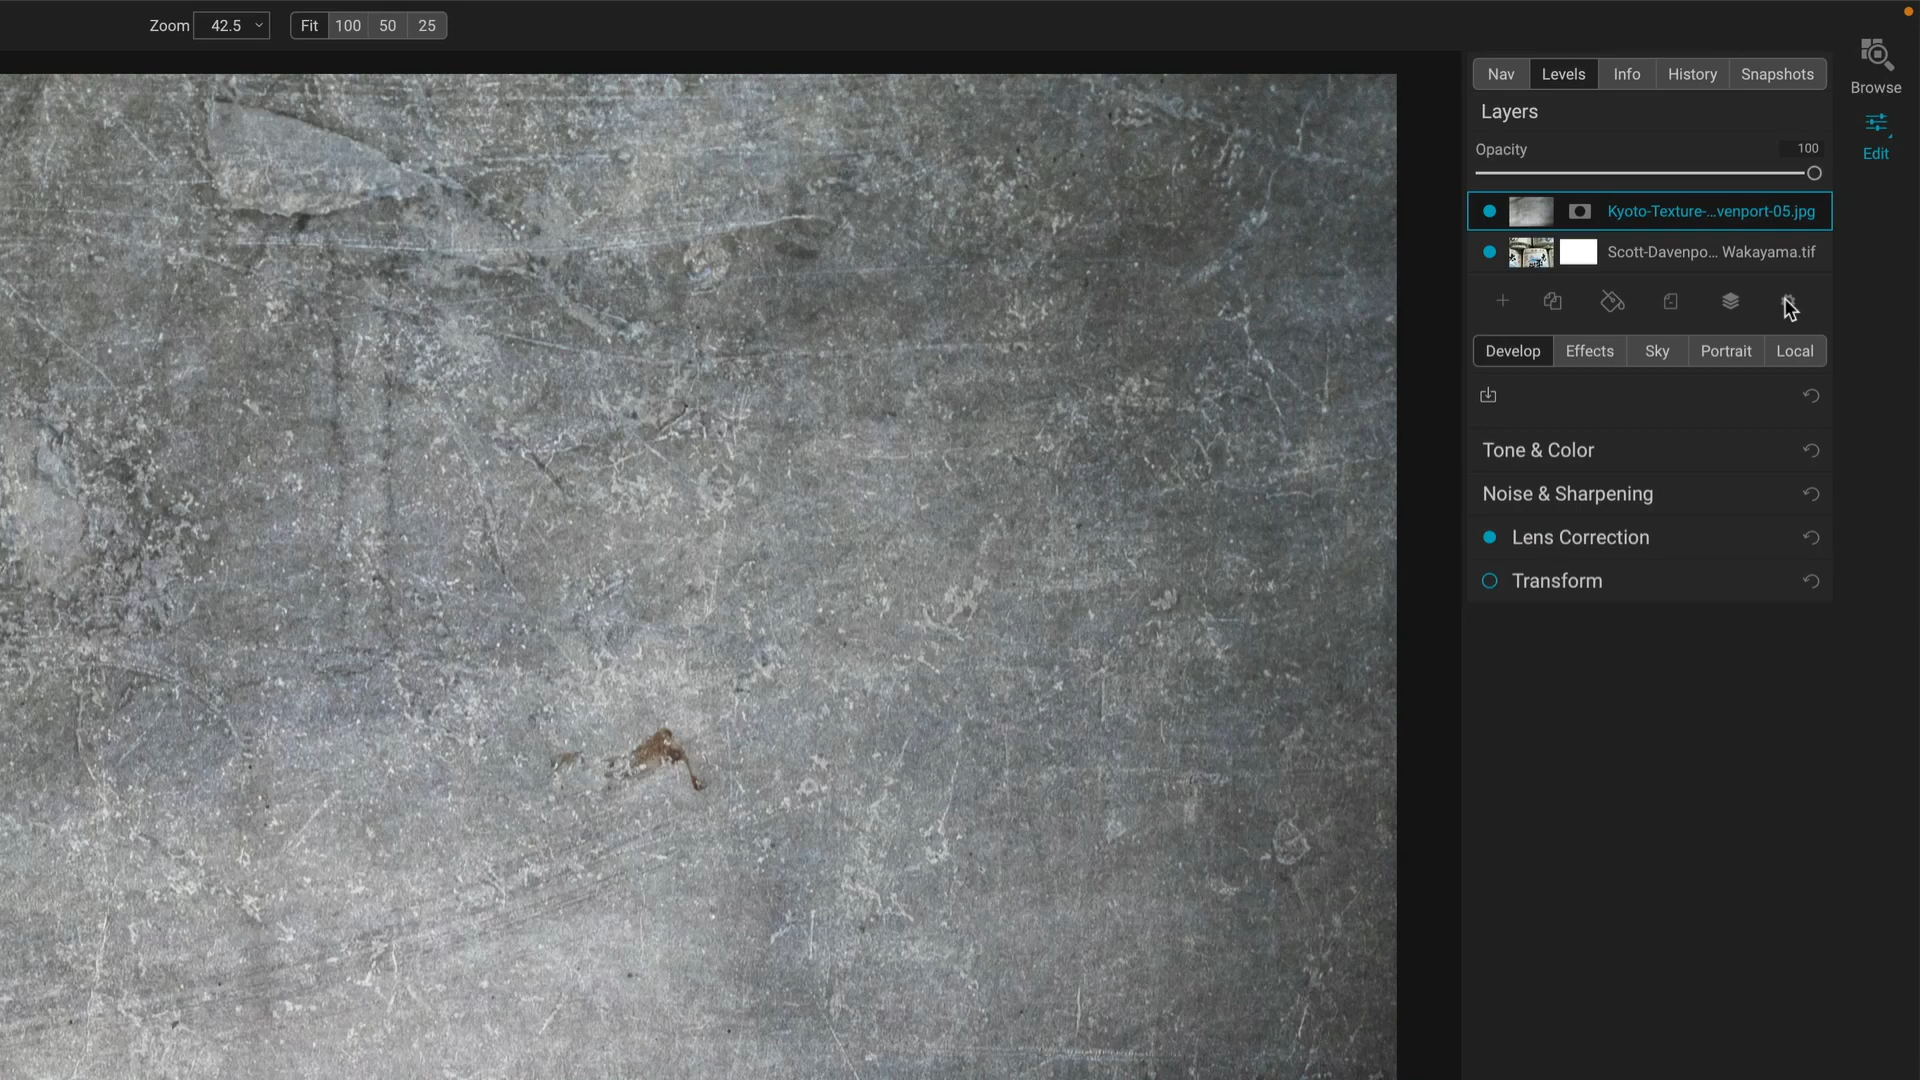 Zoom 42.5 Fit 100 50 25
Browse
Edit
Nav Levels Info History Snapshots
Layers
Opacity 100
Kyoto-Texture-...venport-05.jpg
Scott-Davenpo... Wakayama.tif
Develop Effects Sky Portrait Local
Tone & Color
Noise & Sharpening
Lens Correction
Transform